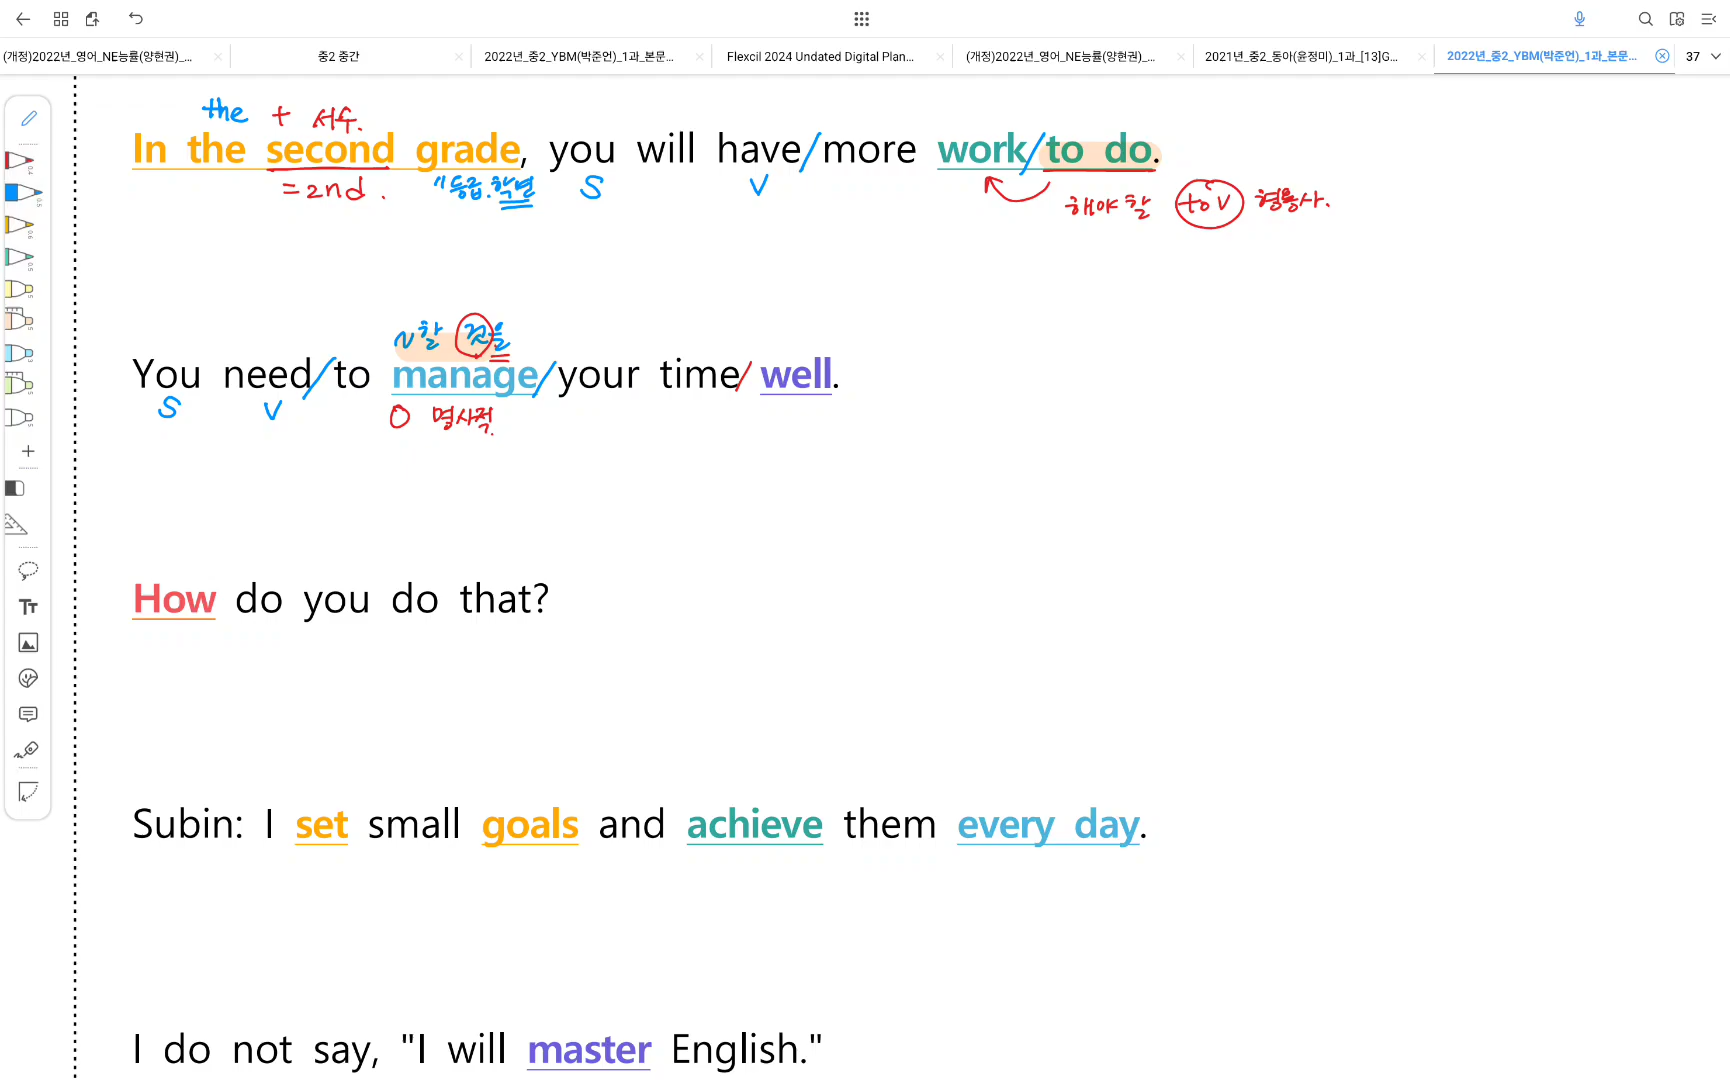 (개정)2022년_영어_NE능률(양현권)_... 중2 중간 2022년_중2_YBM(박준언)_1과_본문... Flexcil 2024 Undated Digital Plan... (개정)2022년_영어_NE능률(양현권)_... 2021년_중2_동아(윤정미)_1과_[13]G... 2022년_중2_YBM(박준언)_1과_본문... 37
the + 서수.
In the second grade, you will have/more work/to do.
=2nd. "등급.학년 S V 해야 할 to V 형용사.
~할 것을
You need/to manage/your time/well.
S V O 명사적.
How do you do that?
Subin: I set small goals and achieve them every day.
I do not say, "I will master English."
Tт